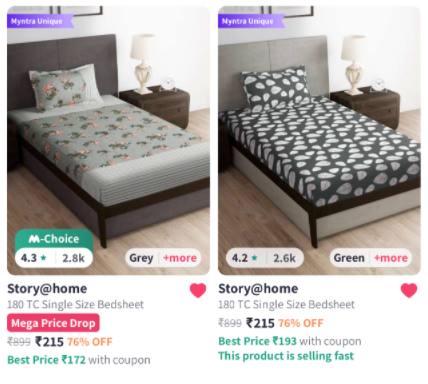 Myntra Unique
M-Choice
4.3 ★ | 2.8k
Grey | +more
Story@home
180 TC Single Size Bedsheet
Mega Price Drop
₹899 ₹215 76% OFF
Best Price ₹172 with coupon
Myntra Unique
4.2 ★ | 2.6k
Green | +more
Story@home
180 TC Single Size Bedsheet
₹899 ₹215 76% OFF
Best Price ₹193 with coupon
This product is selling fast